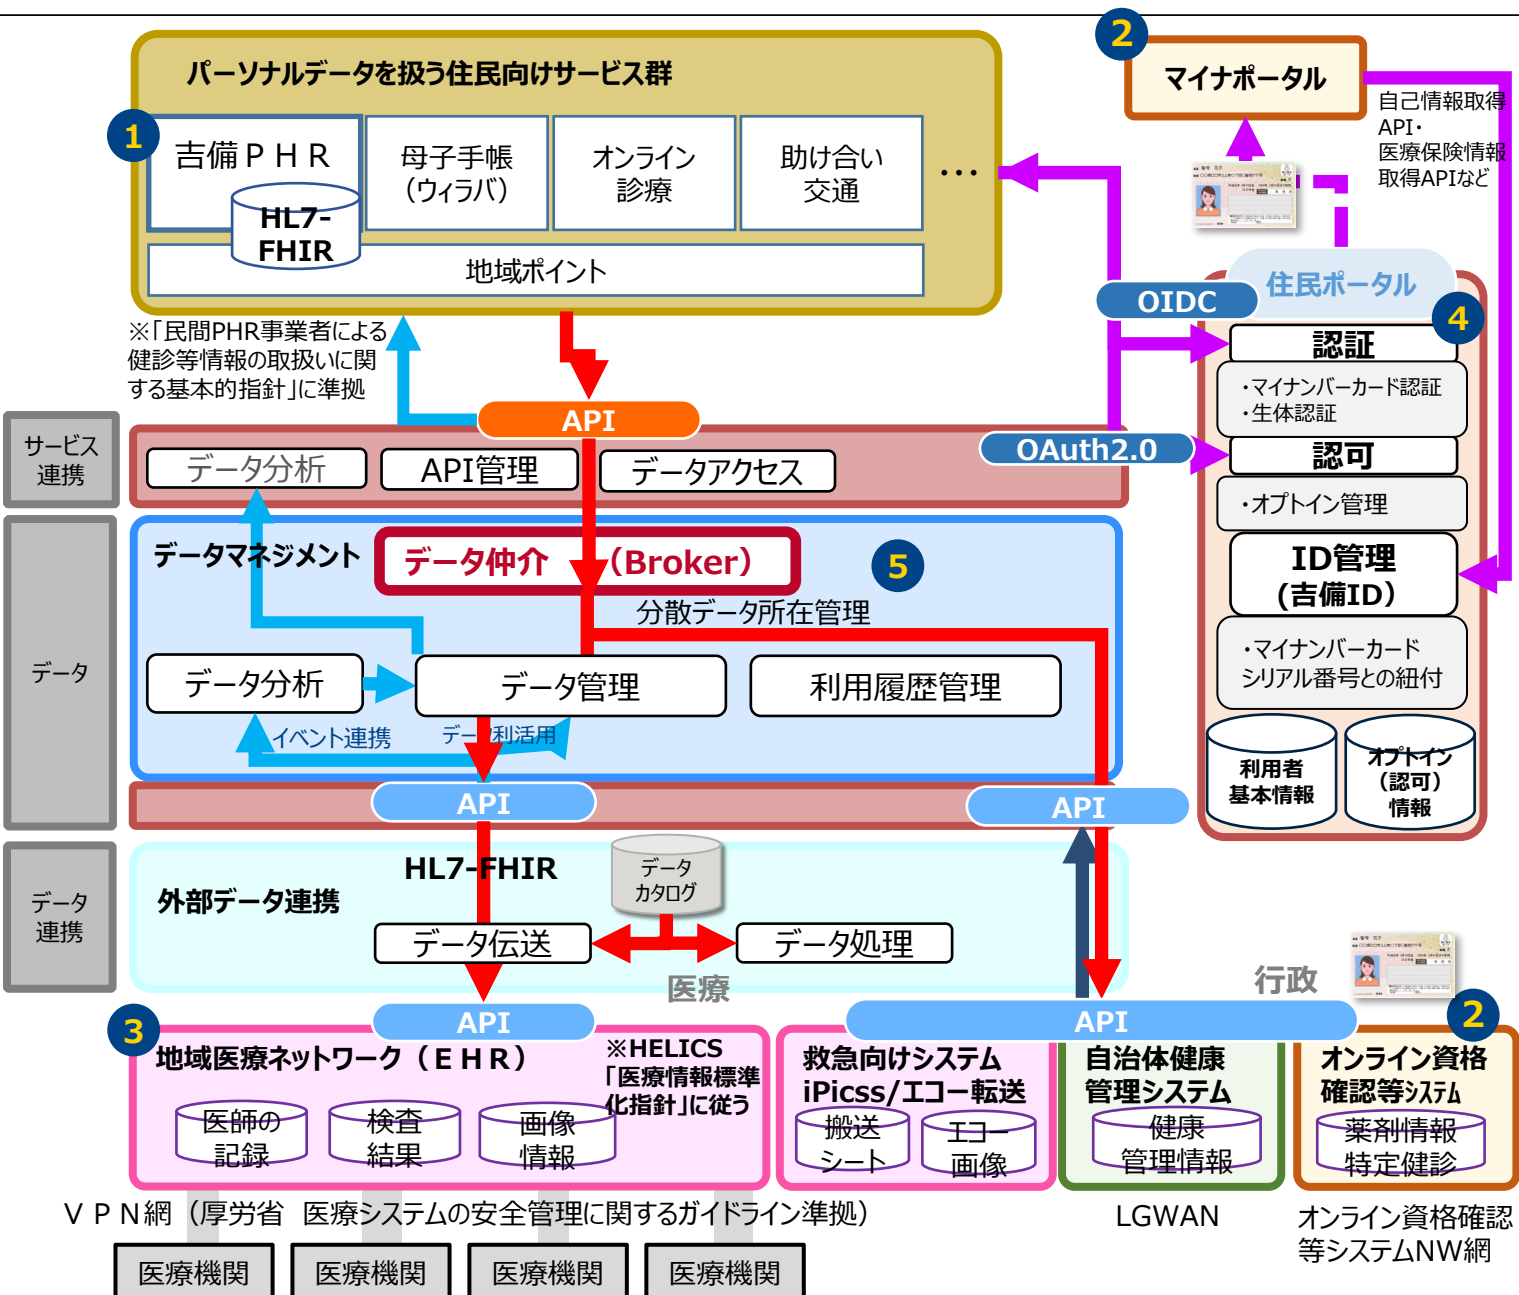 パーソナルデータを扱う住民向けサービス群
1
吉備ＰＨＲ
HL7-
FHIR
母子手帳
（ウィラバ）
オンライン
診療
助け合い
交通
…
地域ポイント
2
マイナポータル
自己情報取得
API・
医療保険情報
取得APIなど
※「民間PHR事業者による
健診等情報の取扱いに関
する基本的指針」に準拠
OIDC
住民ポータル
4
認証
・マイナンバーカード認証
・生体認証
OAuth2.0
認可
・オプトイン管理
ID管理
(吉備ID）
・マイナンバーカード
シリアル番号との紐付
利用者
基本情報
オプトイン
（認可）
情報
サービス
連携
API
データ分析
API管理
データアクセス
データ
データマネジメント
データ仲介　（Broker）
5
分散データ所在管理
データ分析
データ管理
利用履歴管理
イベント連携
データ利活用
API
API
データ
連携
外部データ連携
HL7-FHIR
データ
カタログ
データ伝送
データ処理
医療
行政
API
API
3
地域医療ネットワーク（ＥＨＲ）
※HELICS
「医療情報標準
化指針」に従う
医師の
記録
検査
結果
画像
情報
救急向けシステム
iPicss/エコー転送
搬送
シート
エコー
画像
自治体健康
管理システム
健康
管理情報
2
オンライン資格
確認等システム
薬剤情報
特定健診
ＶＰＮ網（厚労省　医療システムの安全管理に関するガイドライン準拠）
LGWAN
オンライン資格確認
等システムNW網
医療機関
医療機関
医療機関
医療機関